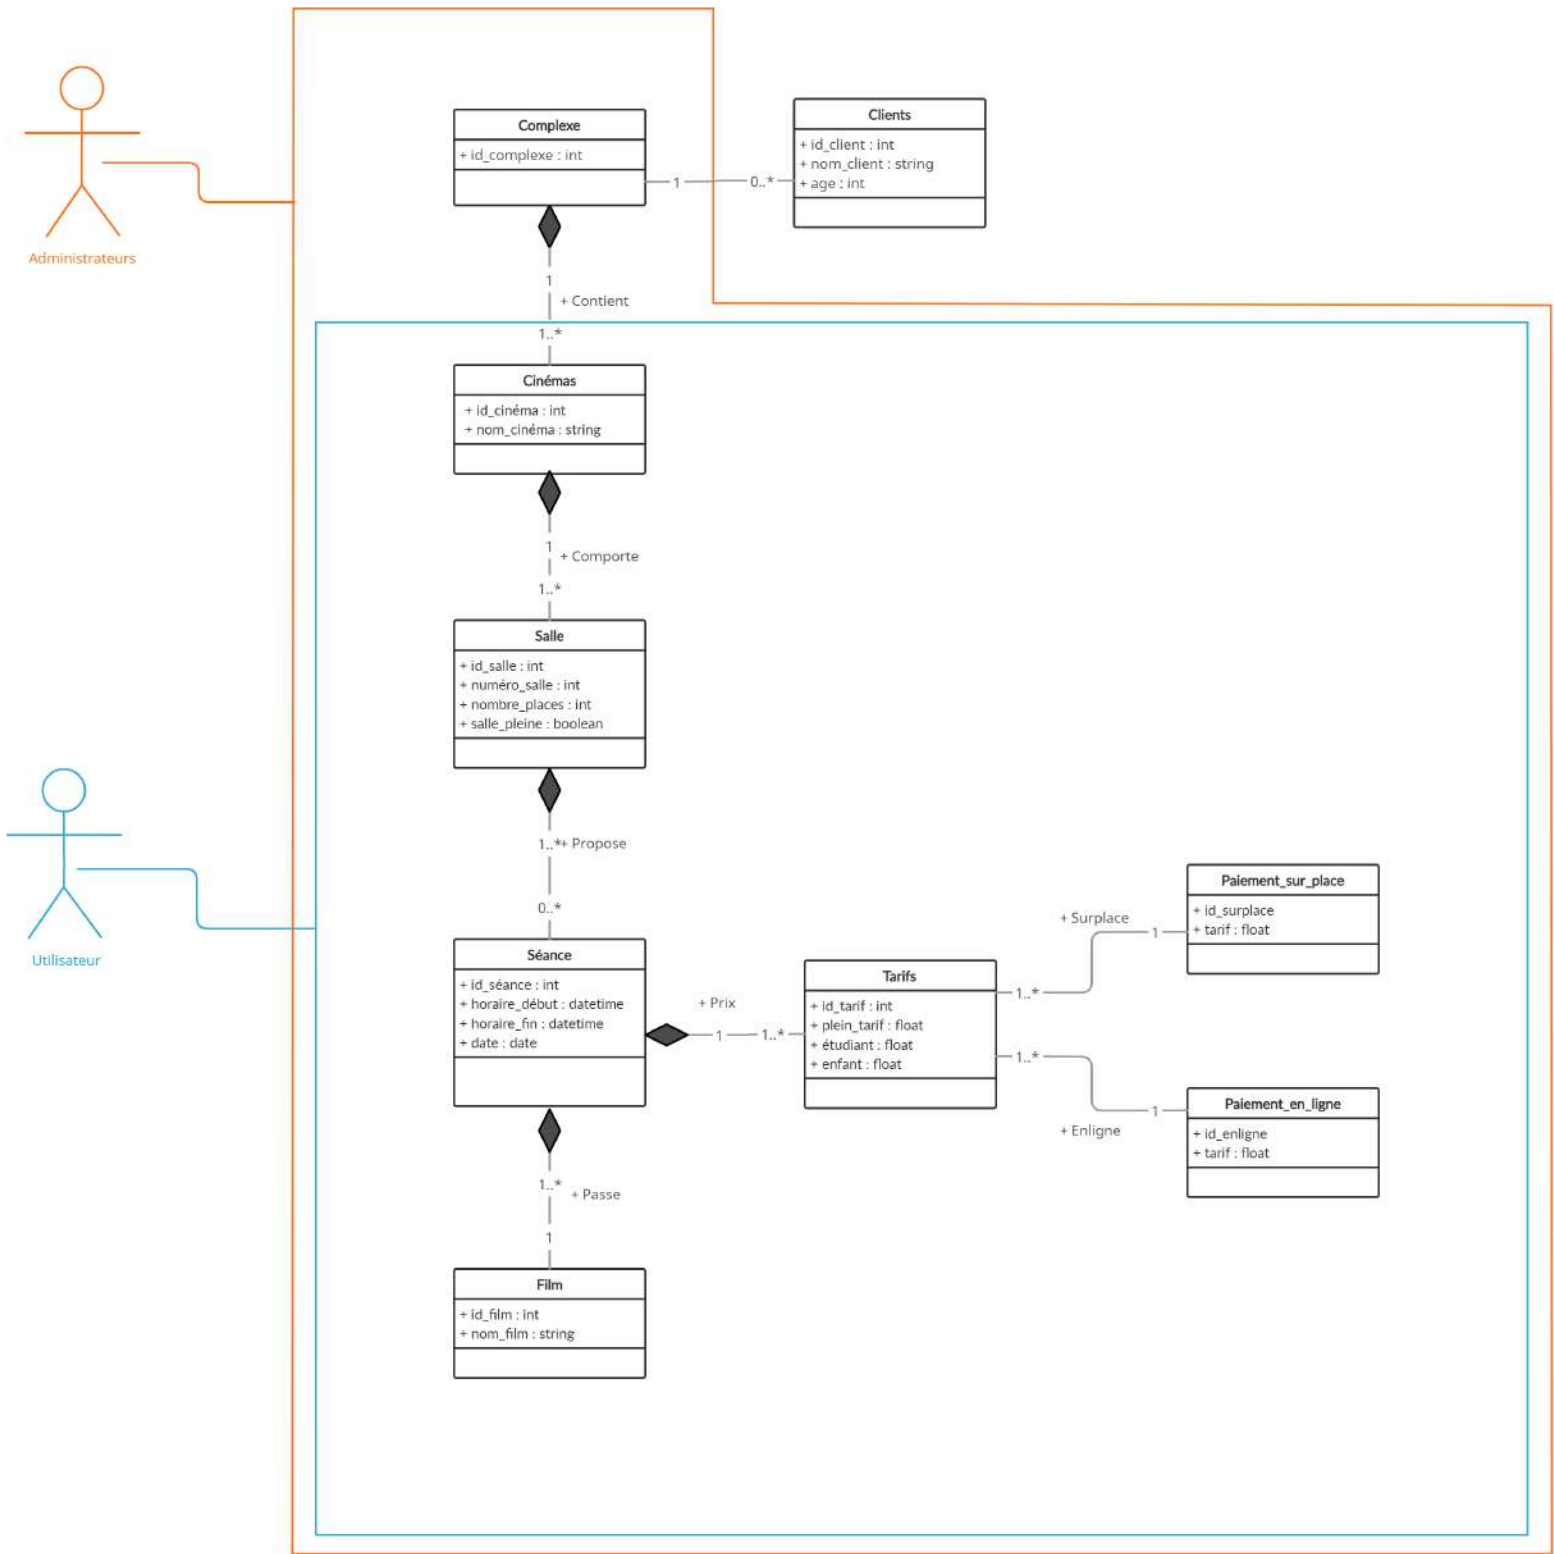 Administrateurs
Complexe
+ id_complexe : int
Clients
+ id_client : int
+ nom_client : string
+ age : int
1
0..*
1
+ Contient
1..*
Cinémas
+ id_cinéma : int
+ nom_cinéma : string
1
+ Comporte
1..*
Salle
+ id_salle : int
+ numéro_salle : int
+ nombre_places : int
+ salle_pleine : boolean
Utilisateur
1..*
+ Propose
0..*
Séance
+ id_séance : int
+ horaire_début : datetime
+ horaire_fin : datetime
+ date : date
+ Prix
1
1..*
Tarifs
+ id_tarif : int
+ plein_tarif : float
+ étudiant : float
+ enfant : float
+ Surplace
1..*
1
Paiement_sur_place
+ id_surplace
+ tarif : float
1..*
1
+ Enligne
Paiement_en_ligne
+ id_enligne
+ tarif : float
1..*
+ Passe
1
Film
+ id_film : int
+ nom_film : string